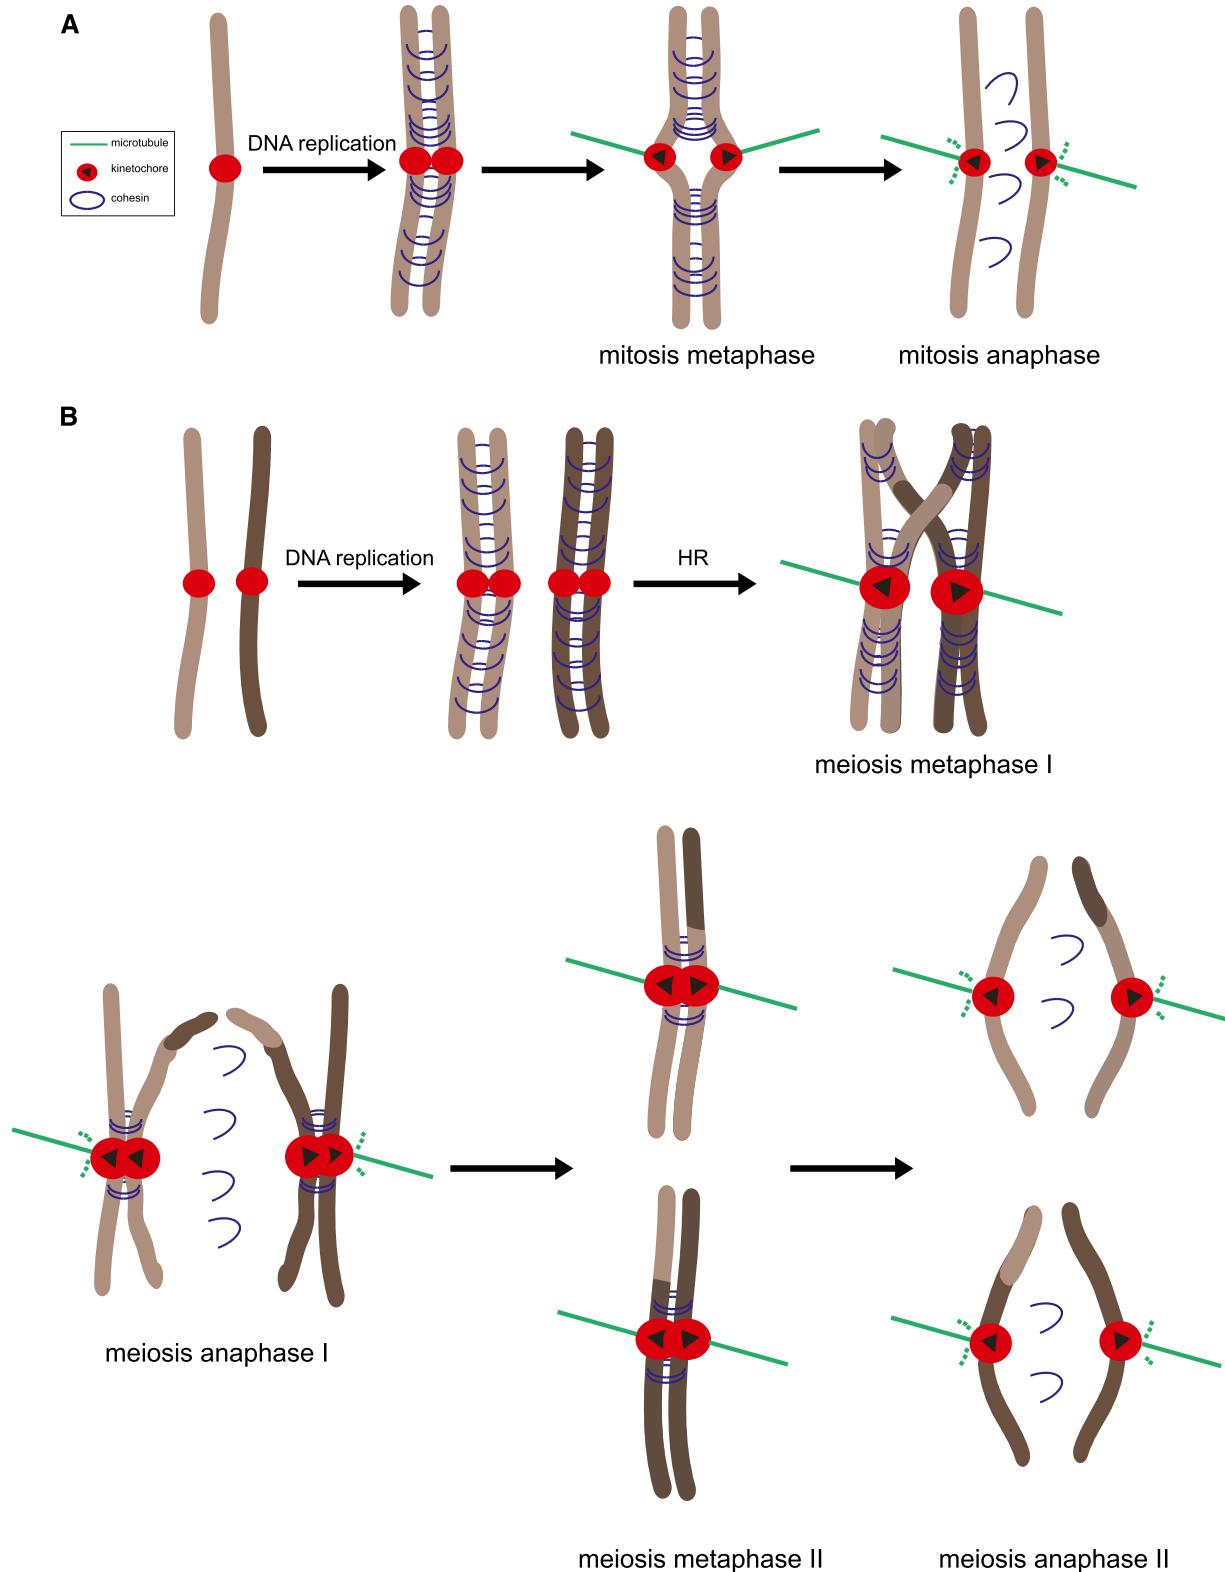 A
DNA replication
microtubule
kinetochore
cohesin
mitosis metaphase
mitosis anaphase
B
DNA replication
HR
meiosis metaphase I
meiosis anaphase I
meiosis metaphase II
meiosis anaphase II